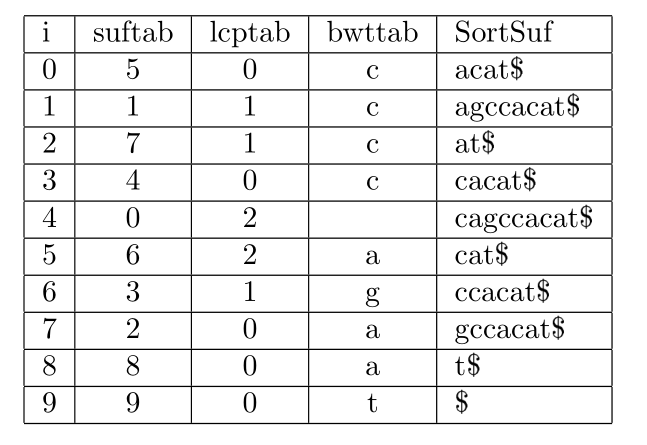 i suftab lcptab bwttab SortSuf
0 5 0 c acat$
1 1 1 c agccacat$
2 7 1 c at$
3 4 0 c cacat$
4 0 2 cagccacat$
5 6 2 a cat$
6 3 1 g ccacat$
7 2 0 a gccacat$
8 8 0 a t$
9 9 0 t $